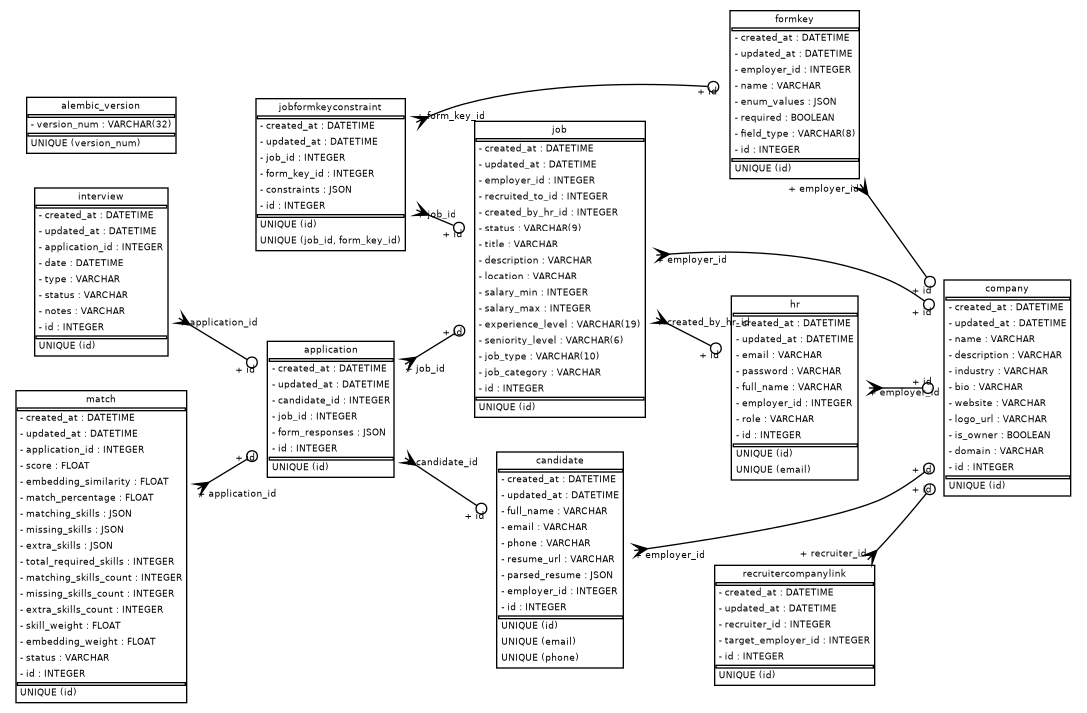 formkey
- created_at : DATETIME
- updated_at : DATETIME
- employer_id : INTEGER
- name : VARCHAR
- enum_values : JSON
- required : BOOLEAN
- field_type : VARCHAR(8)
- id : INTEGER
UNIQUE (id)
alembic_version
- version_num : VARCHAR(32)
UNIQUE (version_num)
jobformkeyconstraint
- created_at : DATETIME
- updated_at : DATETIME
- job_id : INTEGER
- form_key_id : INTEGER
- constraints : JSON
- id : INTEGER
UNIQUE (id)
UNIQUE (job_id, form_key_id)
+ form_key_id
+ id
+ job_id
+ id
job
- created_at : DATETIME
- updated_at : DATETIME
- employer_id : INTEGER
- recruited_to_id : INTEGER
- created_by_hr_id : INTEGER
- status : VARCHAR(9)
- title : VARCHAR
- description : VARCHAR
- location : VARCHAR
- salary_min : INTEGER
- salary_max : INTEGER
- experience_level : VARCHAR(19)
- seniority_level : VARCHAR(6)
- job_type : VARCHAR(10)
- job_category : VARCHAR
- id : INTEGER
UNIQUE (id)
+ employer_id
+ id
+ employer_id
+ id
+ created_by_hr_id
+ id
interview
- created_at : DATETIME
- updated_at : DATETIME
- application_id : INTEGER
- date : DATETIME
- type : VARCHAR
- status : VARCHAR
- notes : VARCHAR
- id : INTEGER
UNIQUE (id)
+ application_id
+ id
application
- created_at : DATETIME
- updated_at : DATETIME
- candidate_id : INTEGER
- job_id : INTEGER
- form_responses : JSON
- id : INTEGER
UNIQUE (id)
+ id
+ job_id
+ candidate_id
+ id
hr
- created_at : DATETIME
- updated_at : DATETIME
- email : VARCHAR
- password : VARCHAR
- full_name : VARCHAR
- employer_id : INTEGER
- role : VARCHAR
- id : INTEGER
UNIQUE (id)
UNIQUE (email)
+ id
+ employer_id
company
- created_at : DATETIME
- updated_at : DATETIME
- name : VARCHAR
- description : VARCHAR
- industry : VARCHAR
- bio : VARCHAR
- website : VARCHAR
- logo_url : VARCHAR
- is_owner : BOOLEAN
- domain : VARCHAR
- id : INTEGER
UNIQUE (id)
match
- created_at : DATETIME
- updated_at : DATETIME
- application_id : INTEGER
- score : FLOAT
- embedding_similarity : FLOAT
- match_percentage : FLOAT
- matching_skills : JSON
- missing_skills : JSON
- extra_skills : JSON
- total_required_skills : INTEGER
- matching_skills_count : INTEGER
- missing_skills_count : INTEGER
- extra_skills_count : INTEGER
- skill_weight : FLOAT
- embedding_weight : FLOAT
- status : VARCHAR
- id : INTEGER
UNIQUE (id)
+ id
+ application_id
candidate
- created_at : DATETIME
- updated_at : DATETIME
- full_name : VARCHAR
- email : VARCHAR
- phone : VARCHAR
- resume_url : VARCHAR
- parsed_resume : JSON
- employer_id : INTEGER
- id : INTEGER
UNIQUE (id)
UNIQUE (email)
UNIQUE (phone)
+ id
+ employer_id
+ id
+ recruiter_id
recruitercompanylink
- created_at : DATETIME
- updated_at : DATETIME
- recruiter_id : INTEGER
- target_employer_id : INTEGER
- id : INTEGER
UNIQUE (id)